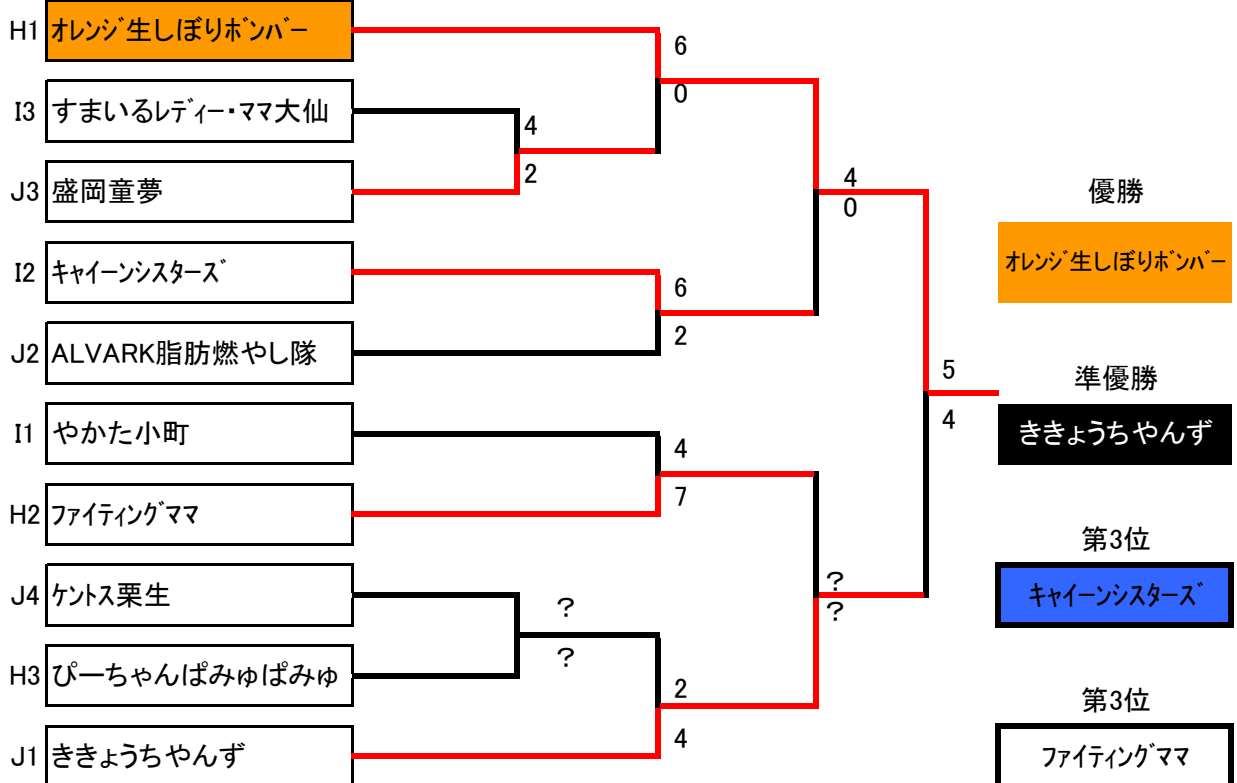 H1 オレンジ生しぼりボンバー
6
0
I3 すまいるレディー・ママ大仙
4
2
J3 盛岡童夢
4
0
優勝
オレンジ生しぼりボンバー
I2 キャイーンシスターズ
6
2
J2 ALVARK脂肪燃やし隊
5
4
準優勝
ききょうちやんず
I1 やかた小町
4
7
H2 ファイティングママ
第3位
キャイーンシスターズ
J4 ケントス栗生
?
?
?
?
H3 ぴーちゃんぱみゅぱみゅ
2
4
第3位
ファイティングママ
J1 ききょうちやんず